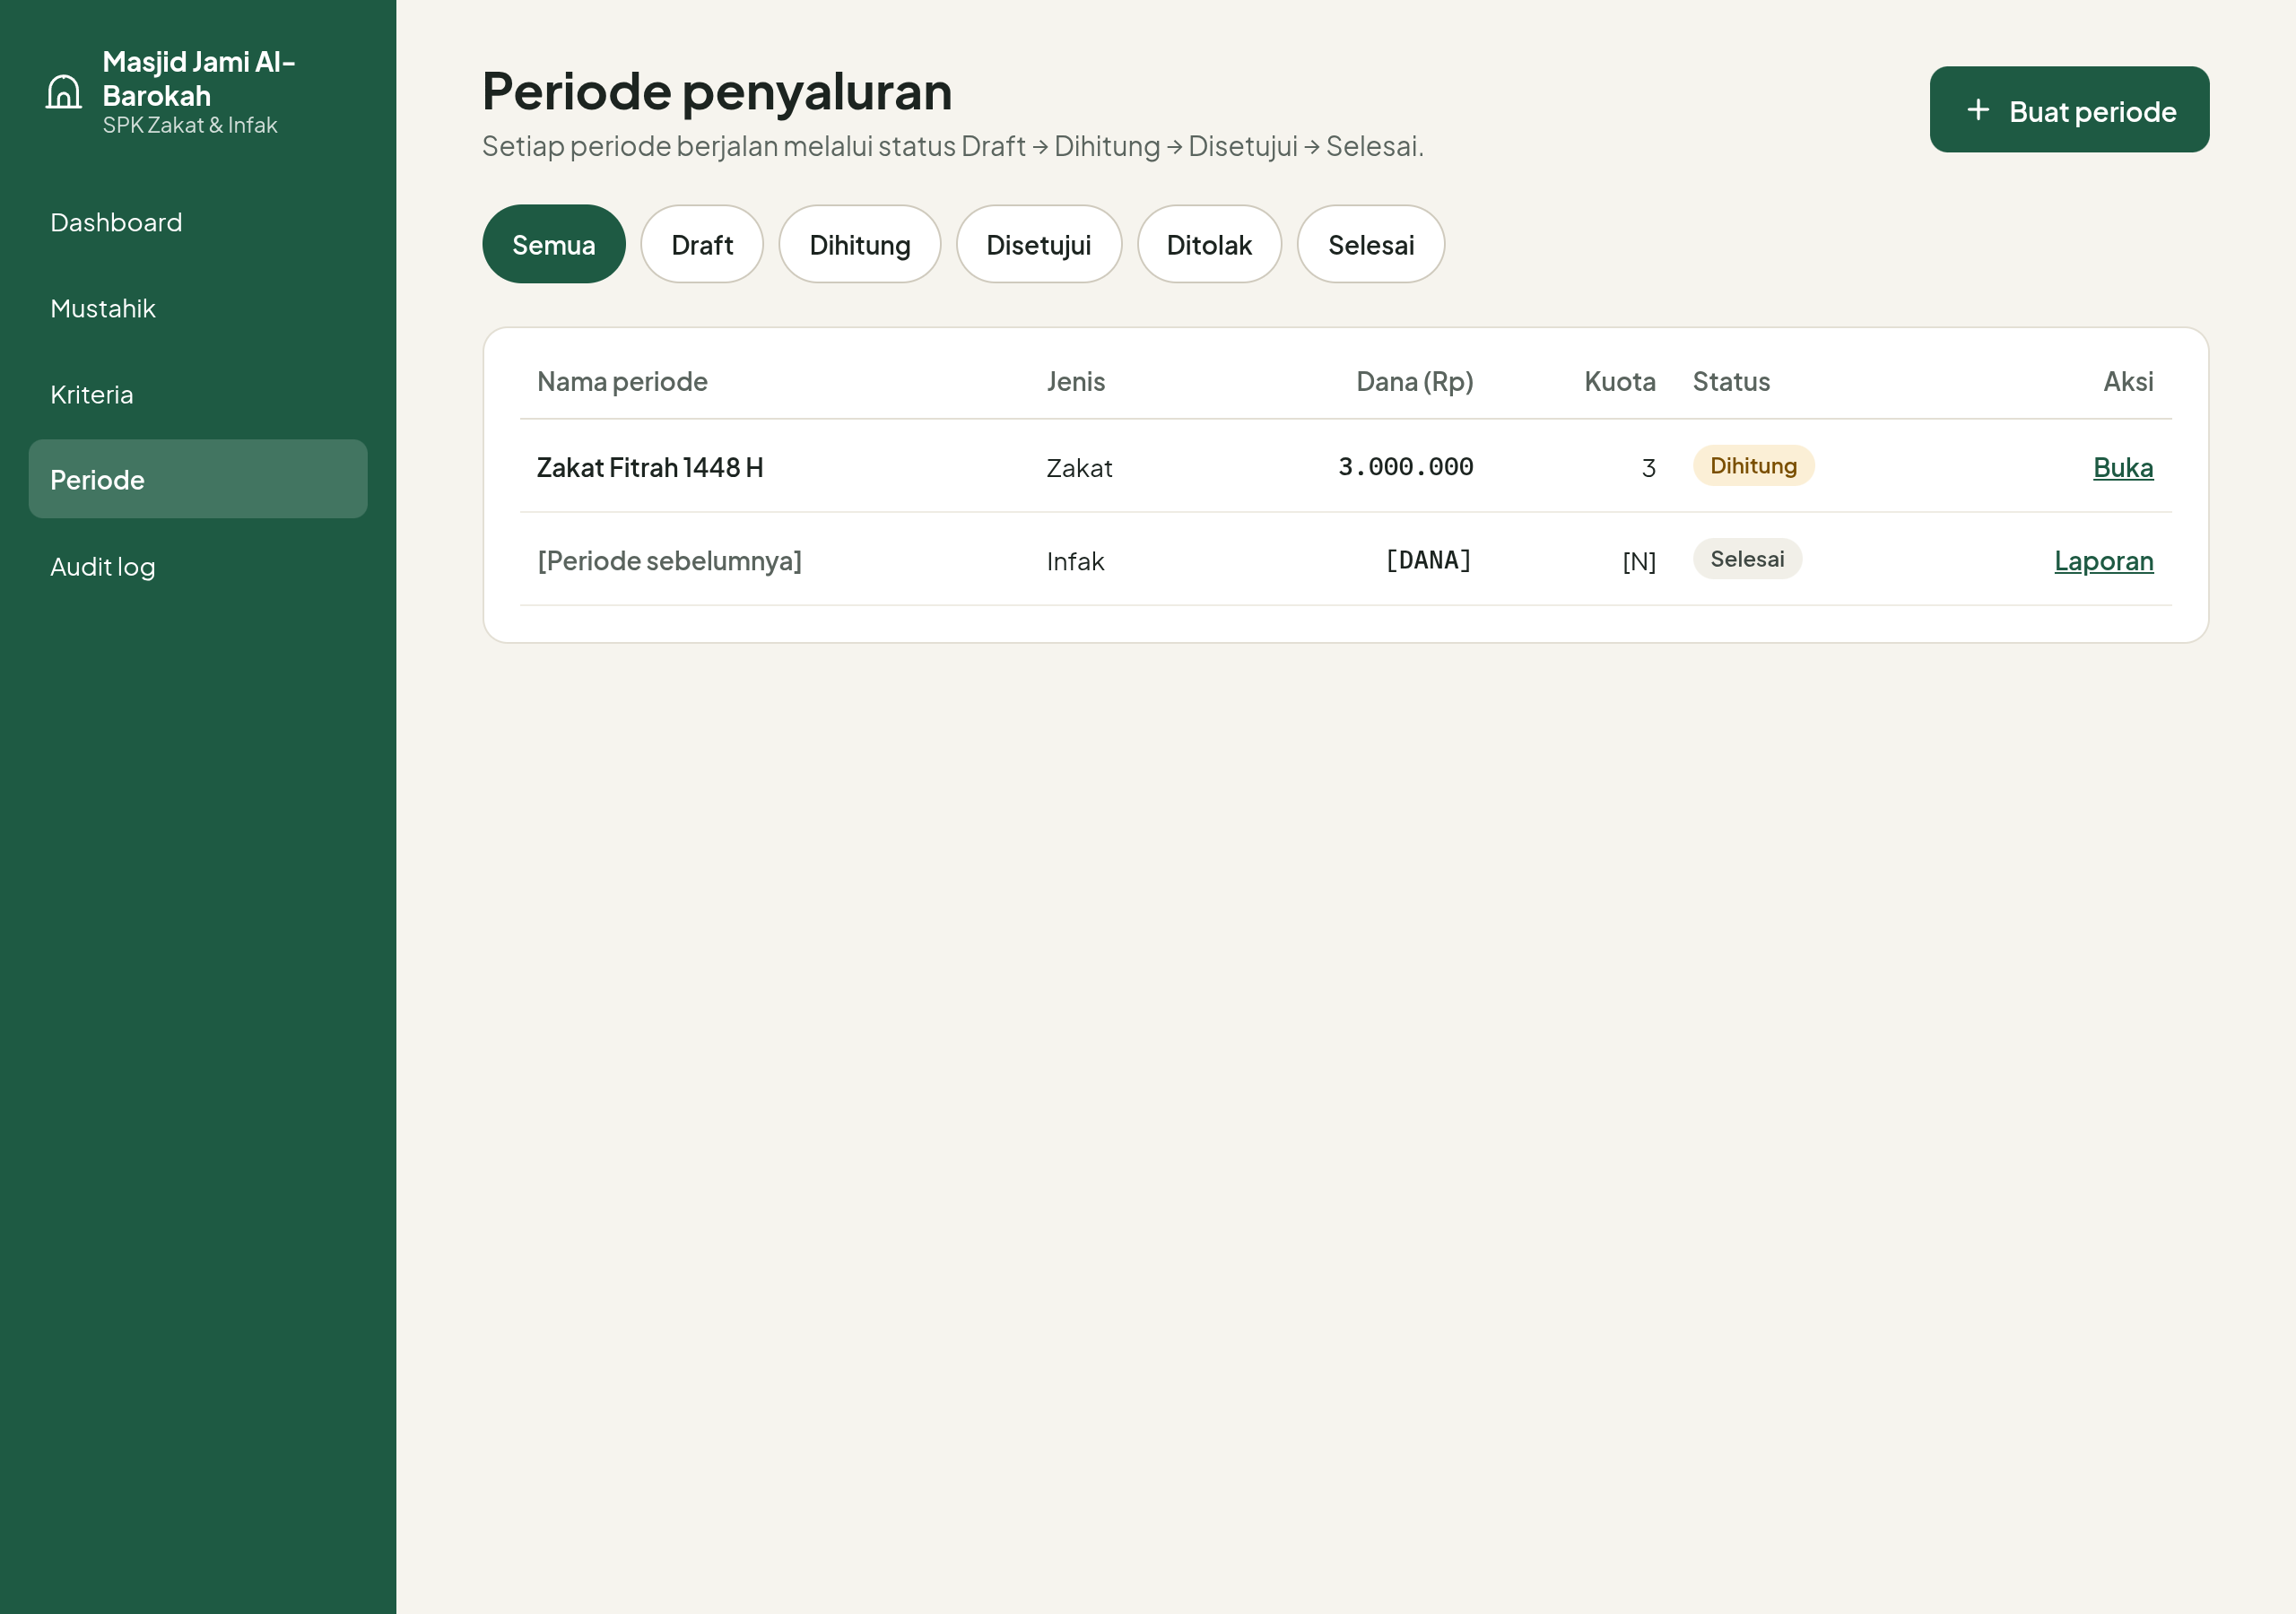 Masjid Jami Al-
Barokah
SPK Zakat & Infak
Dashboard
Mustahik
Kriteria
Periode
Audit log
Periode penyaluran
Setiap periode berjalan melalui status Draft → Dihitung → Disetujui → Selesai.
+ Buat periode
Semua Draft Dihitung Disetujui Ditolak Selesai
Nama periode Jenis Dana (Rp) Kuota Status Aksi
Zakat Fitrah 1448 H Zakat 3.000.000 3 Dihitung Buka
[Periode sebelumnya] Infak [DANA] [N] Selesai Laporan